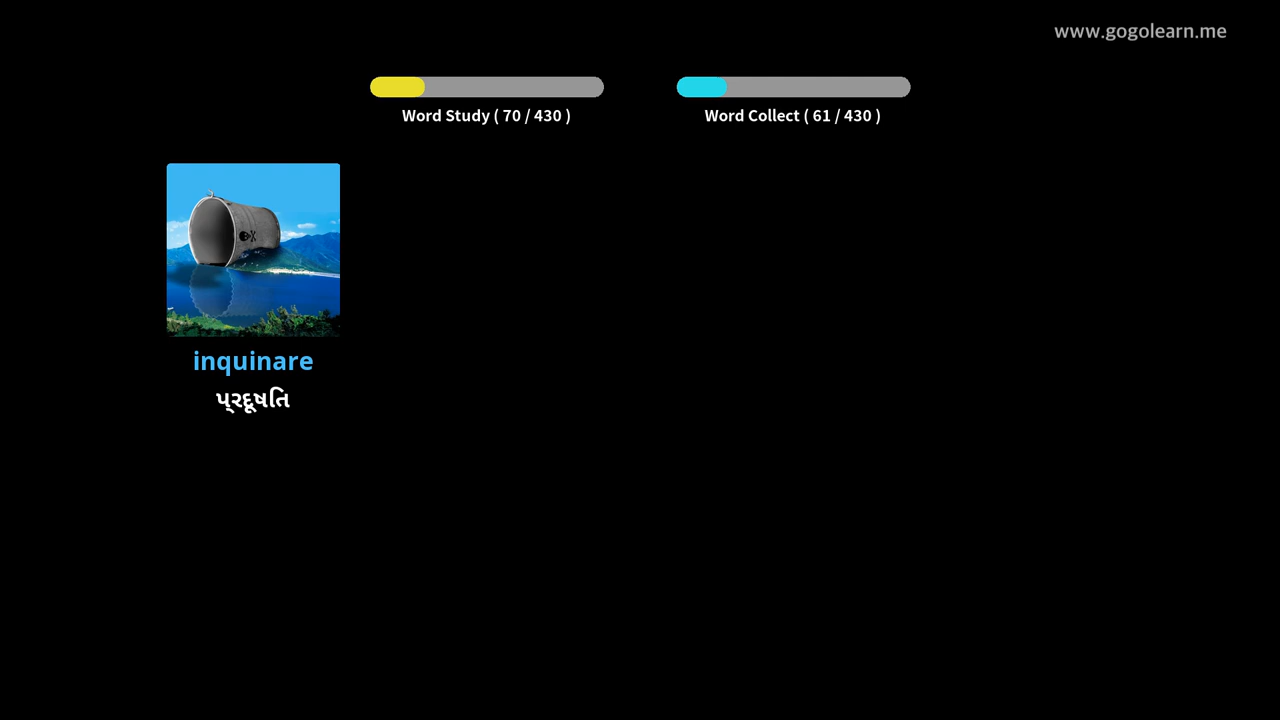 www.gogolearn.me
Word Study ( 70 / 430 )
Word Collect ( 61 / 430 )
inquinare
પ્રદૂષતિ